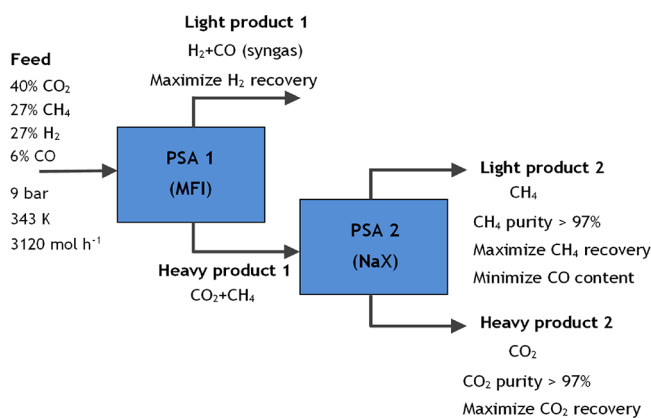 Light product 1
H₂+CO (syngas)
Maximize H₂ recovery
Feed
40% CO₂
27% CH₄
27% H₂
6% CO
9 bar
343 K
3120 mol h⁻¹
PSA 1
(MFI)
Heavy product 1
CO₂+CH₄
PSA 2
(NaX)
Light product 2
CH₄
CH₄ purity > 97%
Maximize CH₄ recovery
Minimize CO content
Heavy product 2
CO₂
CO₂ purity > 97%
Maximize CO₂ recovery